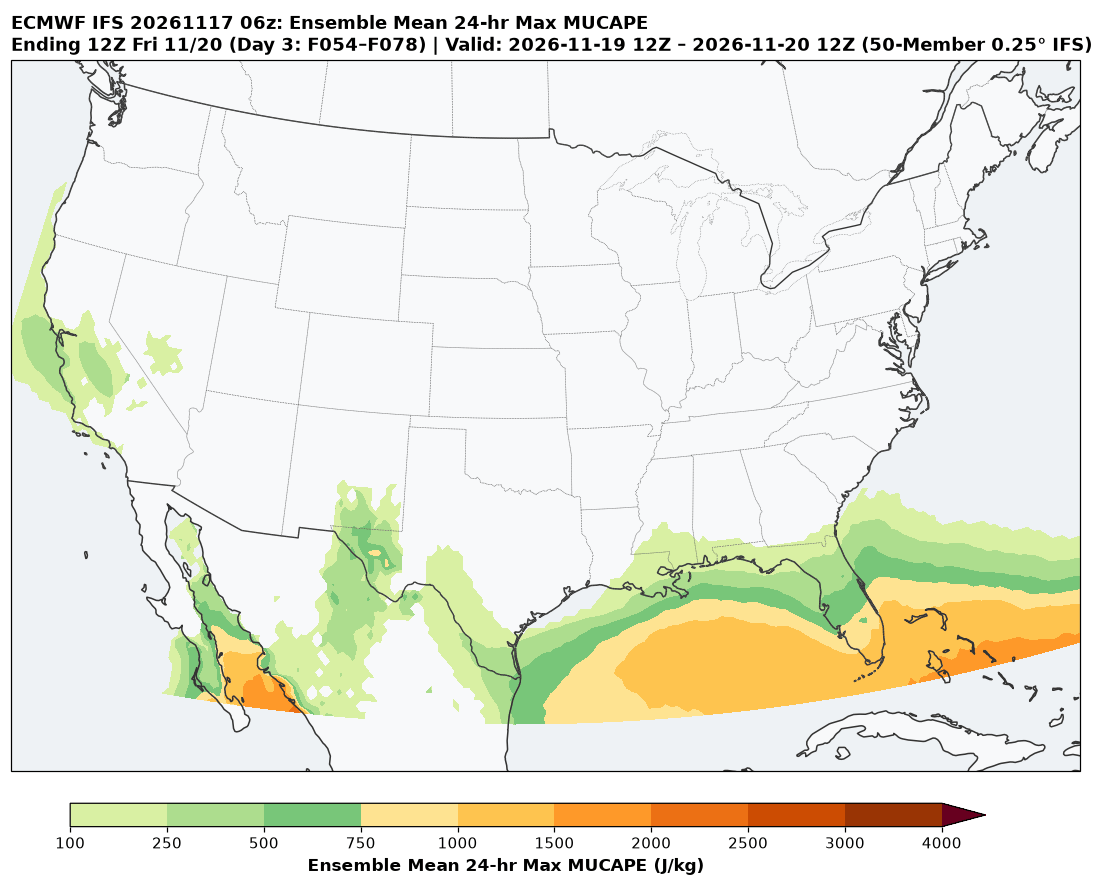 ECMWF IFS 20261117 06z: Ensemble Mean 24-hr Max MUCAPE
Ending 12Z Fri 11/20 (Day 3: F054–F078) | Valid: 2026-11-19 12Z – 2026-11-20 12Z (50-Member 0.25° IFS)
100 250 500 750 1000 1500 2000 2500 3000 4000
Ensemble Mean 24-hr Max MUCAPE (J/kg)